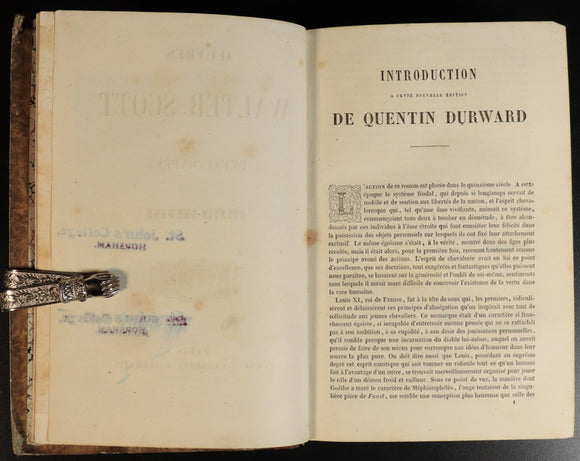 St. John's College,
HORSHAM.
HORSHAM.
INTRODUCTION
A CETTE NOUVELLE ÉDITION
DE QUENTIN DURWARD
L'ACTION de ce roman est placée dans le quinzième siècle. A cette
époque le système féodal, qui depuis si longtemps servait de
mobile et de soutien aux libertés de la nation, et l'esprit cheva-
leresque qui, tel qu'une âme vivifiante, animait ce système,
commençaient tous deux à tomber en désuétude, à être aban-
donnés par ces individus à l'âme étroite qui font consister leur félicité dans
la possession des objets personnels sur lesquels ils ont fixé leur attachement
exclusif. Le même égoïsme s'était, à la vérité, montré dans des âges plus
reculés, mais il était alors, pour la première fois, reconnu hautement comme
le principe avoué des actions. L'esprit de chevalerie avait eu lui ce point
d'excellence, que ses doctrines, tout exagérées et fantastiques qu'elles puissent
nous paraître, se basaient sur la générosité et l'oubli de soi-même, sentiments
sans lesquels il serait assez difficile de concevoir l'existence de la vertu dans
la race humaine.
Louis XI, roi de France, fut à la tête de ceux qui, les premiers, ridiculi-
sèrent et délaissèrent ces principes d'abnégation qu'on inspirait avec tant de
sollicitude aux jeunes chevaliers. Ce monarque était d'un caractère si fran-
chement égoïste, si incapable d'entretenir aucune pensée qui ne se rattachât
pas à son ambition, à sa cupidité, à son désir des jouissances personnelles,
qu'il semble presque une incarnation du diable lui-même, auquel on aurait
permis de faire de son mieux pour corrompre nos idées d'honneur dans leur
source la plus pure. On doit dire aussi que Louis, possédant au suprême
degré cet esprit caustique qui sait tourner en ridicule tout ce qu'un homme
fait à l'avantage d'un autre, se trouvait merveilleusement organisé pour jouer
le rôle d'un démon froid et railleur. Sous ce point de vue, la manière dont
Goëthe a tracé le caractère de Méphistophélès, l'ange tentateur de la singu-
lière pièce de Faust, me semble une conception plus heureuse que celle des
1